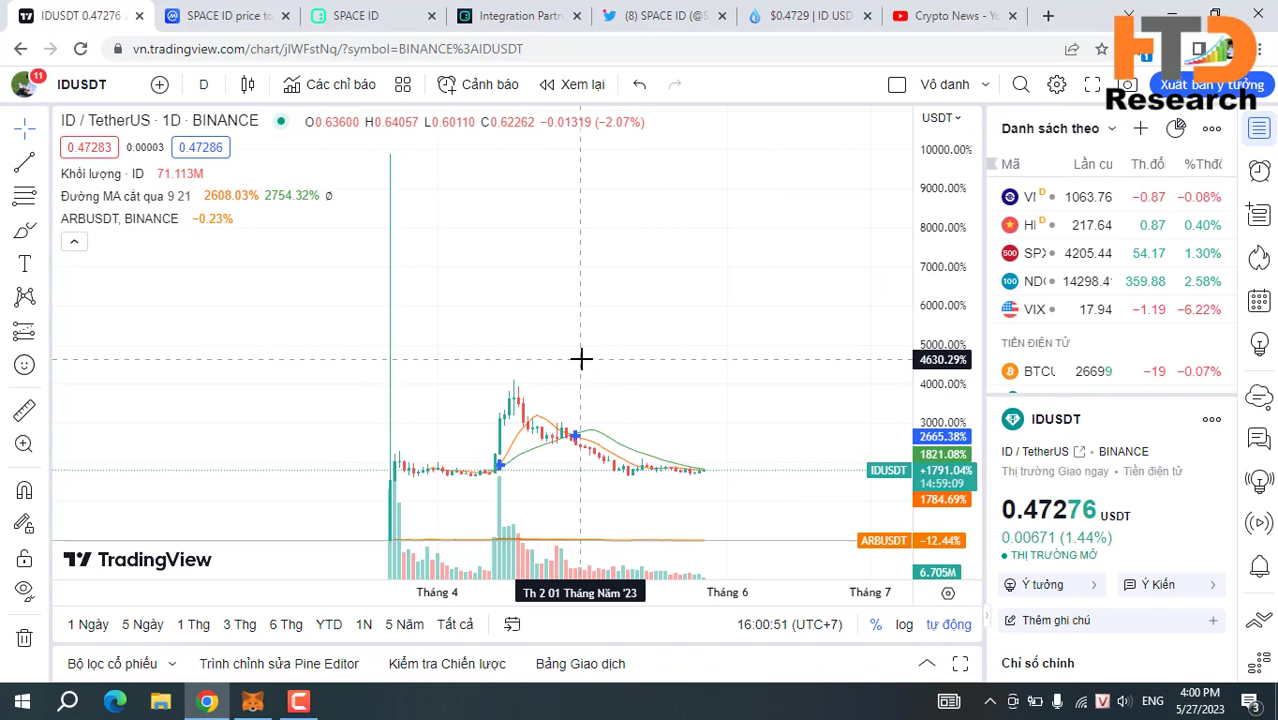 IDUSDT 0.47276 A
SPACE ID price to
SPACE ID
Integration Partn
(8) SPACE ID (@S
$0.4729 | ID USD
Crypto News - Yo
vn.tradingview.com/chart/jIWFstNq/?symbol=BINANCE%3AIDUSDT
HTD
Research
11
IDUSDT
D
Các chỉ báo
Cảnh báo
Xem lại
Vô danh
Xuất bản ý tưởng
ID / TetherUS · 1D · BINANCE
O0.63600 H0.64057 L0.60110 C0.62262 −0.01319 (−2.07%)
0.47283 0.00003 0.47286
Khối lượng · ID 71.113M
Đường MA cắt qua 9 21 2608.03% 2754.32% Ø
ARBUSDT, BINANCE −0.23%
USDT
10000.00%
9000.00%
8000.00%
7000.00%
6000.00%
5000.00%
4630.29%
4000.00%
3000.00%
2665.38%
1821.08%
IDUSDT +1791.04%
14:59:09
1784.69%
ARBUSDT −12.44%
6.705M
TradingView
Tháng 4
Th 2 01 Tháng Năm '23
Tháng 6
Tháng 7
1 Ngày 5 Ngày 1 Thg 3 Thg 6 Thg YTD 1N 5 Năm Tất cả
16:00:51 (UTC+7)
% log tự động
Bộ lọc cổ phiếu Trình chỉnh sửa Pine Editor Kiểm tra Chiến lược Bảng Giao dịch
Danh sách theo
Mã Lần cu Th.đổ %Thđ
VI D 1063.76 −0.87 −0.08%
HI D 217.64 0.87 0.40%
500 SP 4205.44 54.17 1.30%
100 ND 14298.4 359.88 2.58%
VIX 17.94 −1.19 −6.22%
TIỀN ĐIỆN TỬ
BTCU 26699 −19 −0.07%
IDUSDT
ID / TetherUS BINANCE
Thị trường Giao ngay · Tiền điện tử
0.47276 USDT
0.00671 (1.44%)
THỊ TRƯỜNG MỞ
Ý tưởng
Ý Kiến
Thêm ghi chú
Chỉ số chính
V
ENG
4:00 PM
5/27/2023
3